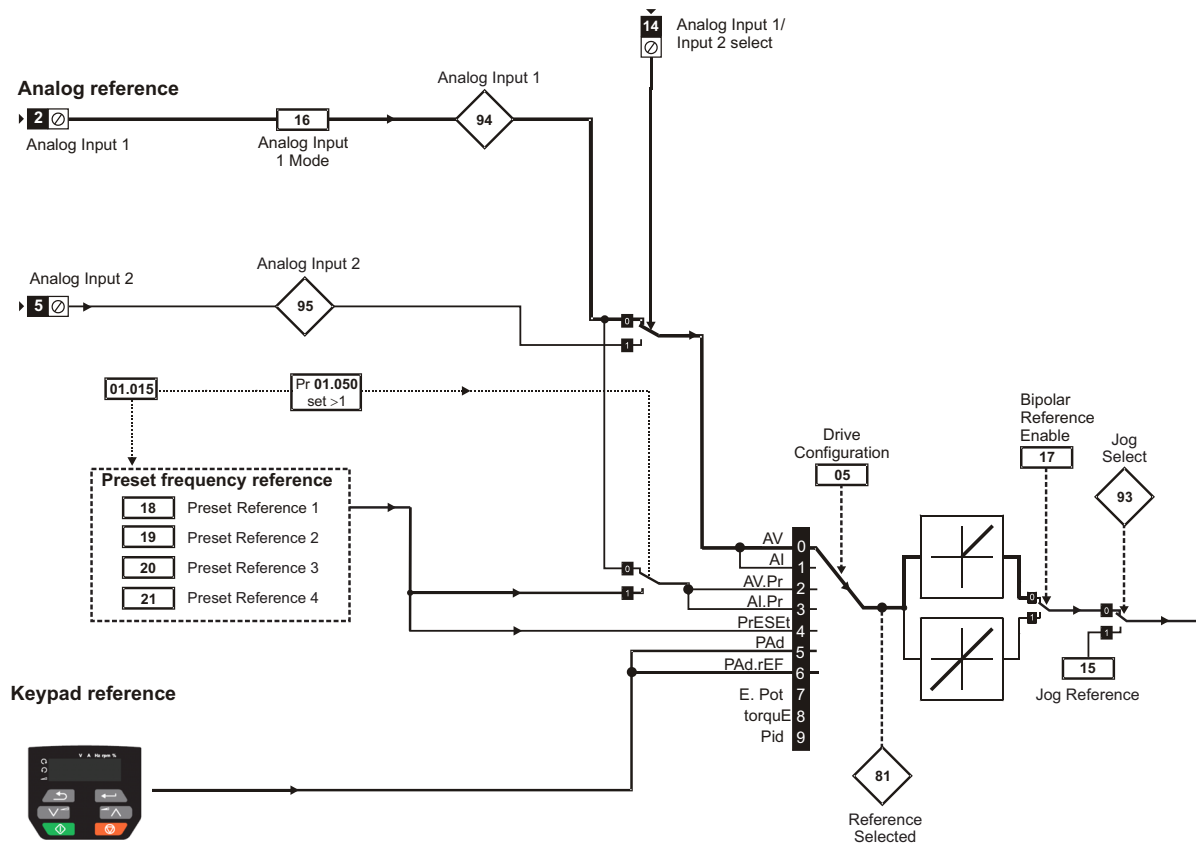 14
Analog Input 1/
Input 2 select
Analog reference
Analog Input 1
2
16
94
Analog Input 1
Analog Input
1 Mode
Analog Input 2
Analog Input 2
5
95
0
1
01.015
Pr 01.050
set >1
Preset frequency reference
18 Preset Reference 1
19 Preset Reference 2
20 Preset Reference 3
21 Preset Reference 4
0
1
Drive
Configuration
05
Bipolar
Reference
Enable
17
Jog
Select
93
AV 0
AI 1
AV.Pr 2
AI.Pr 3
PrESEt 4
PAd 5
PAd.rEF 6
E. Pot 7
torquE 8
Pid 9
0
1
0
1
15
Jog Reference
81
Reference
Selected
Keypad reference
V A Hz rpm %